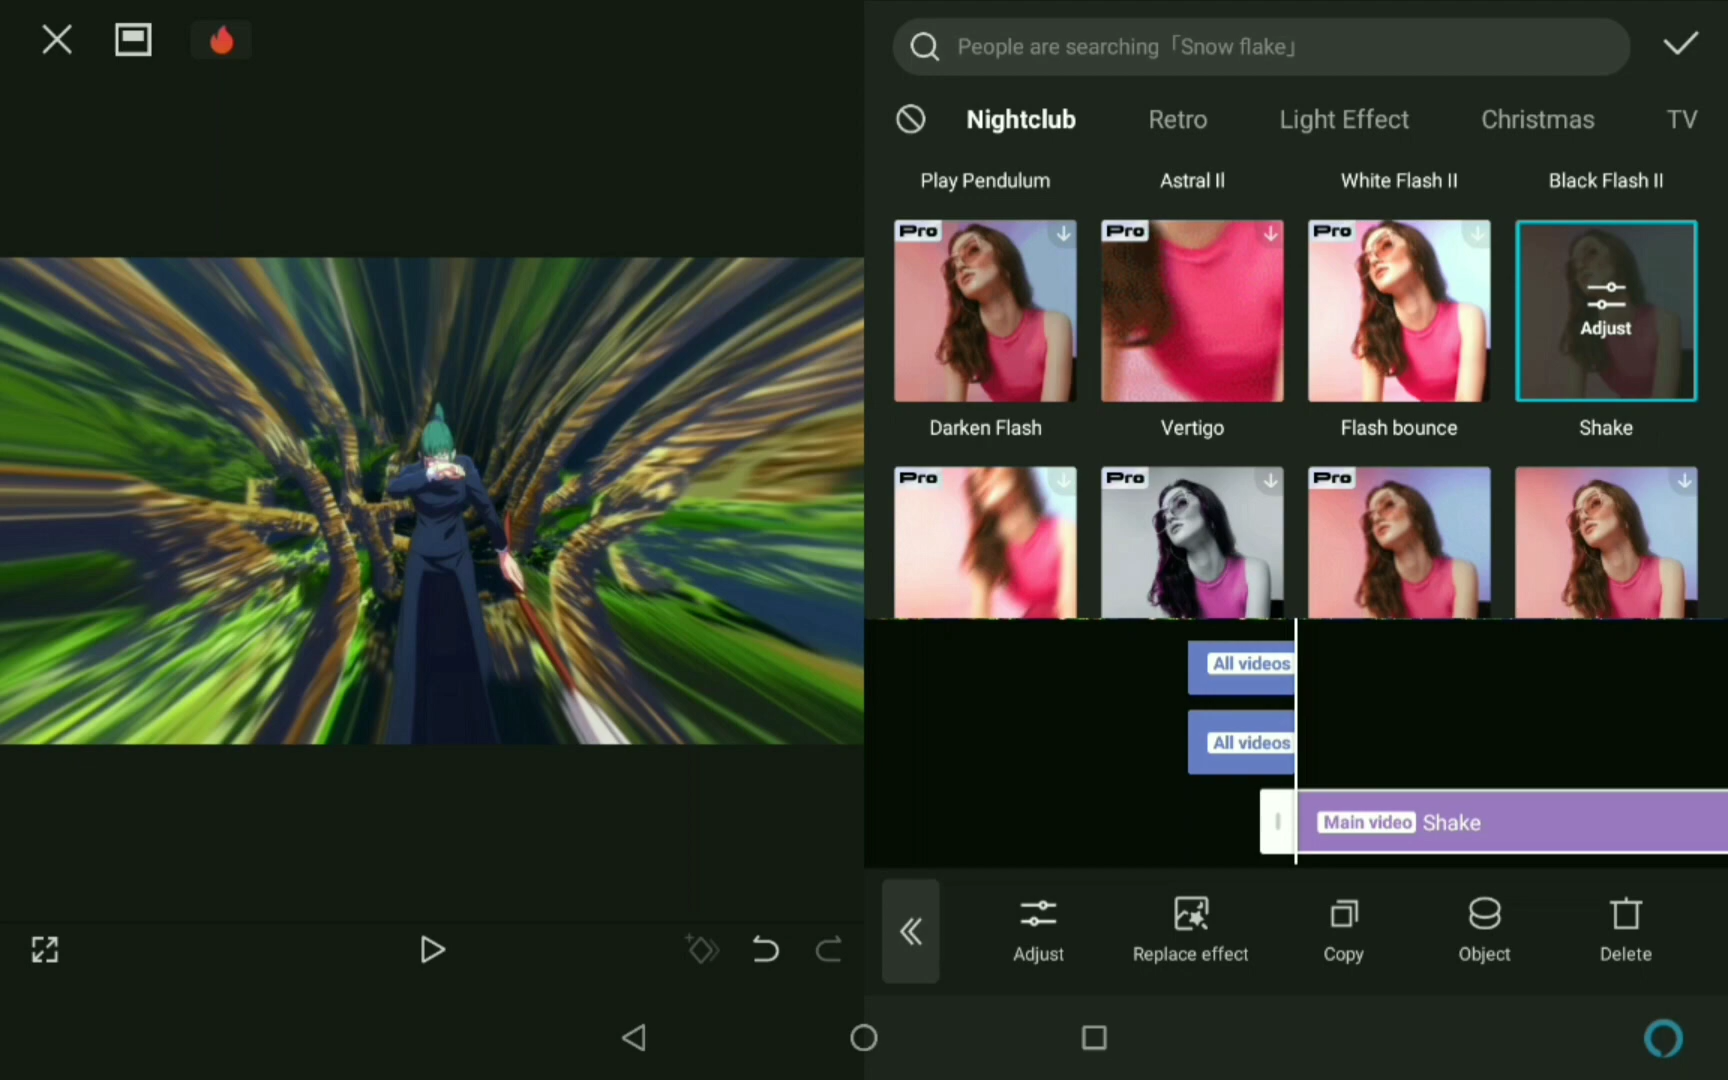 People are searching「Snow flake」
Nightclub Retro Light Effect Christmas TV
Play Pendulum Astral II White Flash II Black Flash II
Pro Pro Pro Adjust
Darken Flash Vertigo Flash bounce Shake
Pro Pro Pro
All videos
All videos
Main video Shake
Adjust Replace effect Copy Object Delete